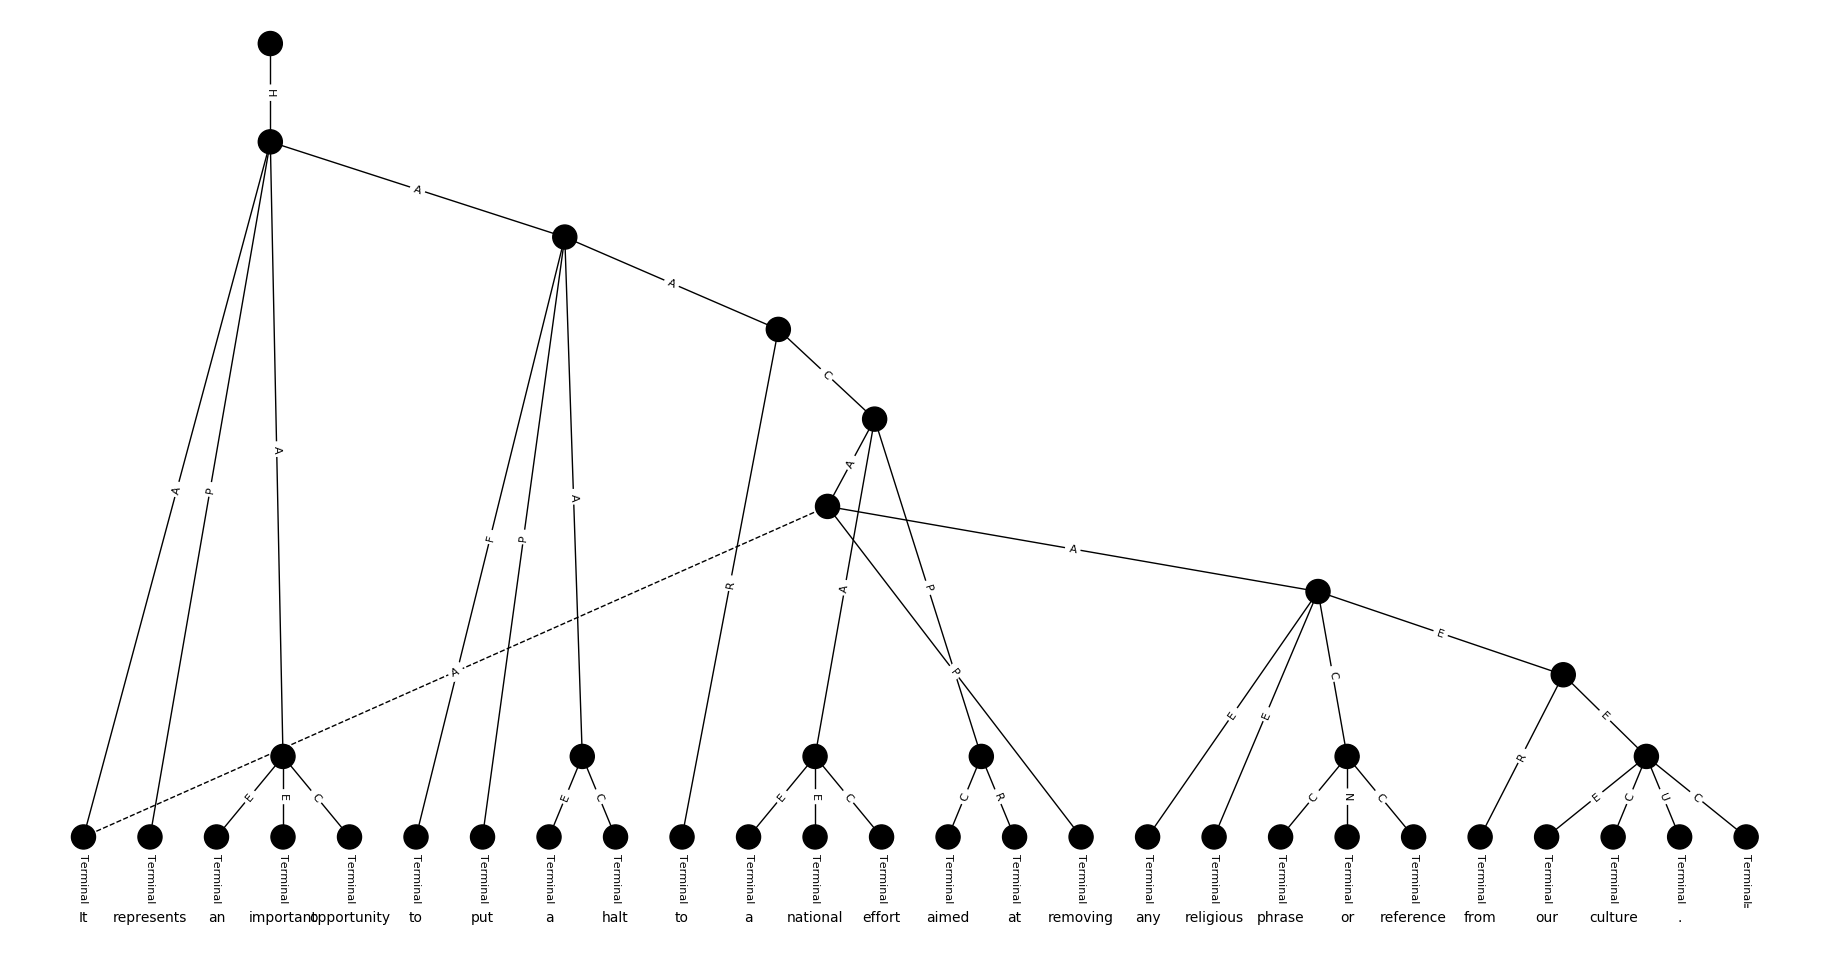 H
A
A
A
C
A
A
P
A
F
P
A
R
A
P
A
E
A
P
E
E
C
R
E
E
E
C
E
C
E
E
C
C
R
C
N
C
E
C
U
C
Terminal Terminal Terminal Terminal Terminal Terminal Terminal Terminal Terminal Terminal Terminal Terminal Terminal Terminal Terminal Terminal Terminal Terminal Terminal Terminal Terminal Terminal Terminal Terminal Terminal Terminal
It represents an important opportunity to put a halt to a national effort aimed at removing any religious phrase or reference from our culture .